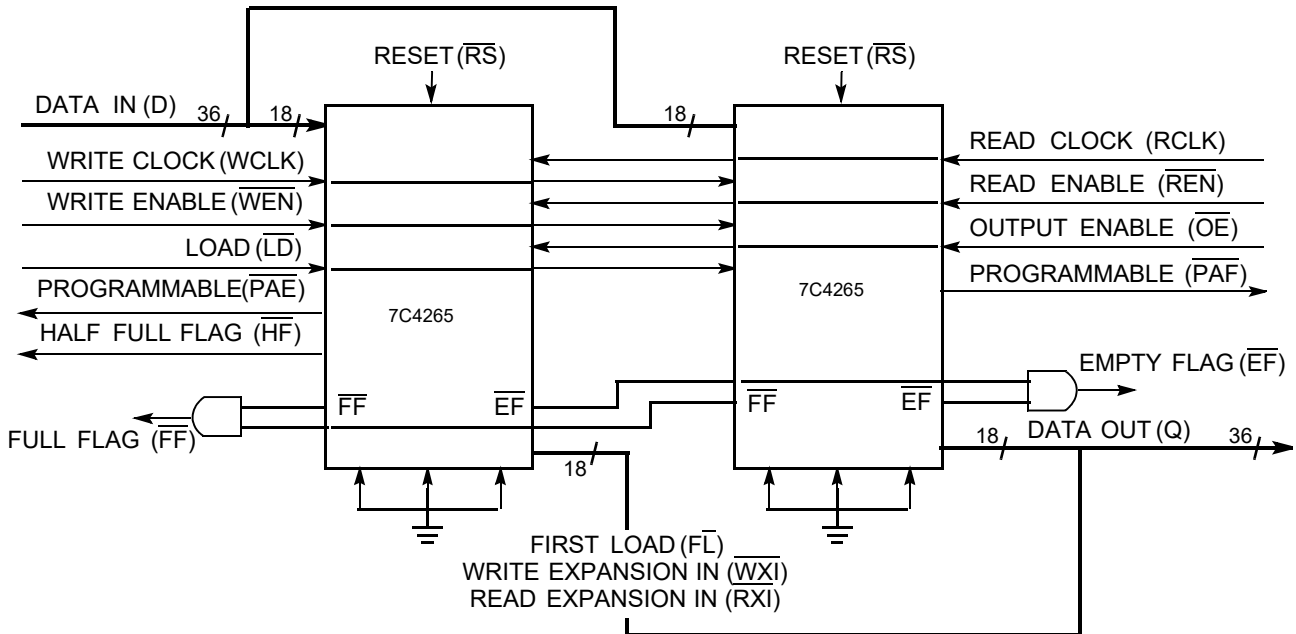 RESET (RS)
RESET (RS)
DATA IN (D)
36
18
18
READ CLOCK (RCLK)
WRITE CLOCK (WCLK)
READ ENABLE (REN)
WRITE ENABLE (WEN)
OUTPUT ENABLE (OE)
LOAD (LD)
PROGRAMMABLE (PAF)
PROGRAMMABLE(PAE)
7C4265
7C4265
HALF FULL FLAG (HF)
EMPTY FLAG (EF)
FF
EF
FF
EF
FULL FLAG (FF)
18
DATA OUT (Q)
36
18
FIRST LOAD (FL)
WRITE EXPANSION IN (WXI)
READ EXPANSION IN (RXI)